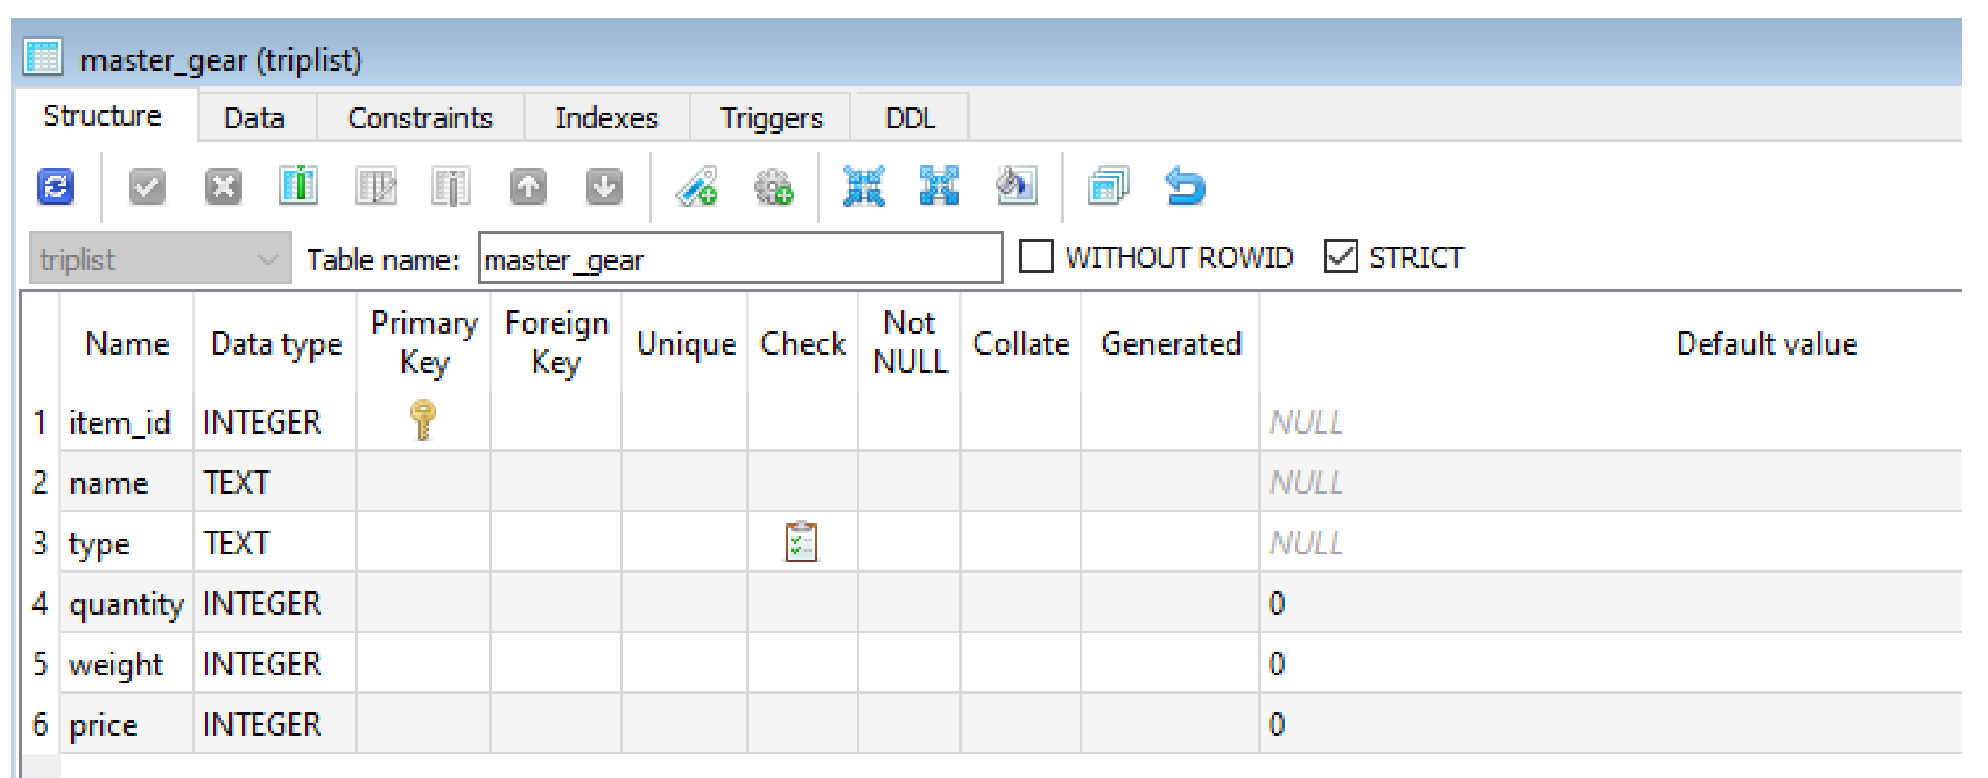 master_gear (triplist)
Structure Data Constraints Indexes Triggers DDL
triplist Table name: master_gear WITHOUT ROWID STRICT
Name Data type Primary Key Foreign Key Unique Check Not NULL Collate Generated Default value
1 item_id INTEGER NULL
2 name TEXT NULL
3 type TEXT NULL
4 quantity INTEGER 0
5 weight INTEGER 0
6 price INTEGER 0